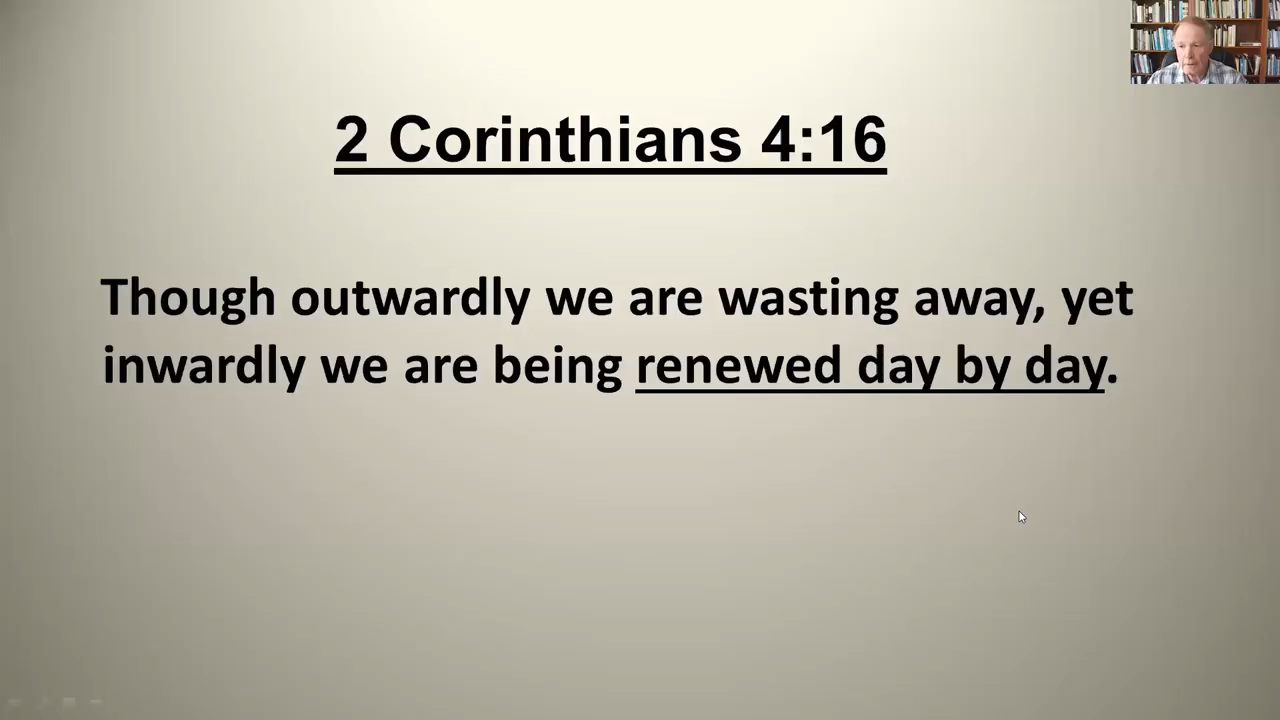 2 Corinthians 4:16
Though outwardly we are wasting away, yet
inwardly we are being renewed day by day.